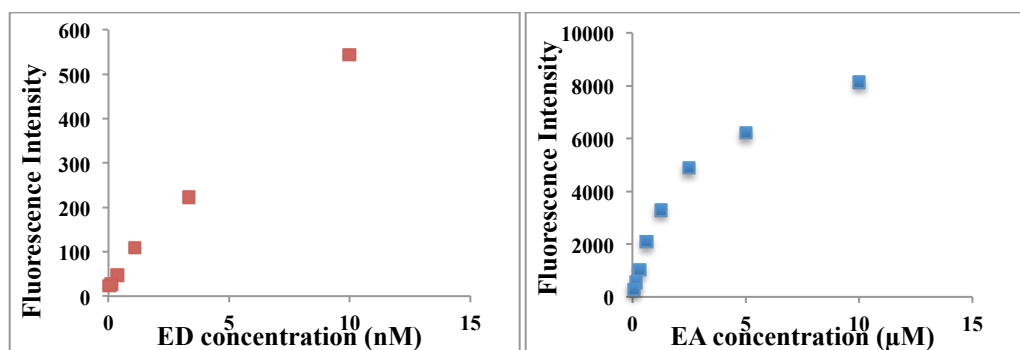 Fluorescence Intensity
600
500
400
300
200
100
0
0 5 10 15
ED concentration (nM)
Fluorescence Intensity
10000
8000
6000
4000
2000
0
0 5 10 15
EA concentration (µM)